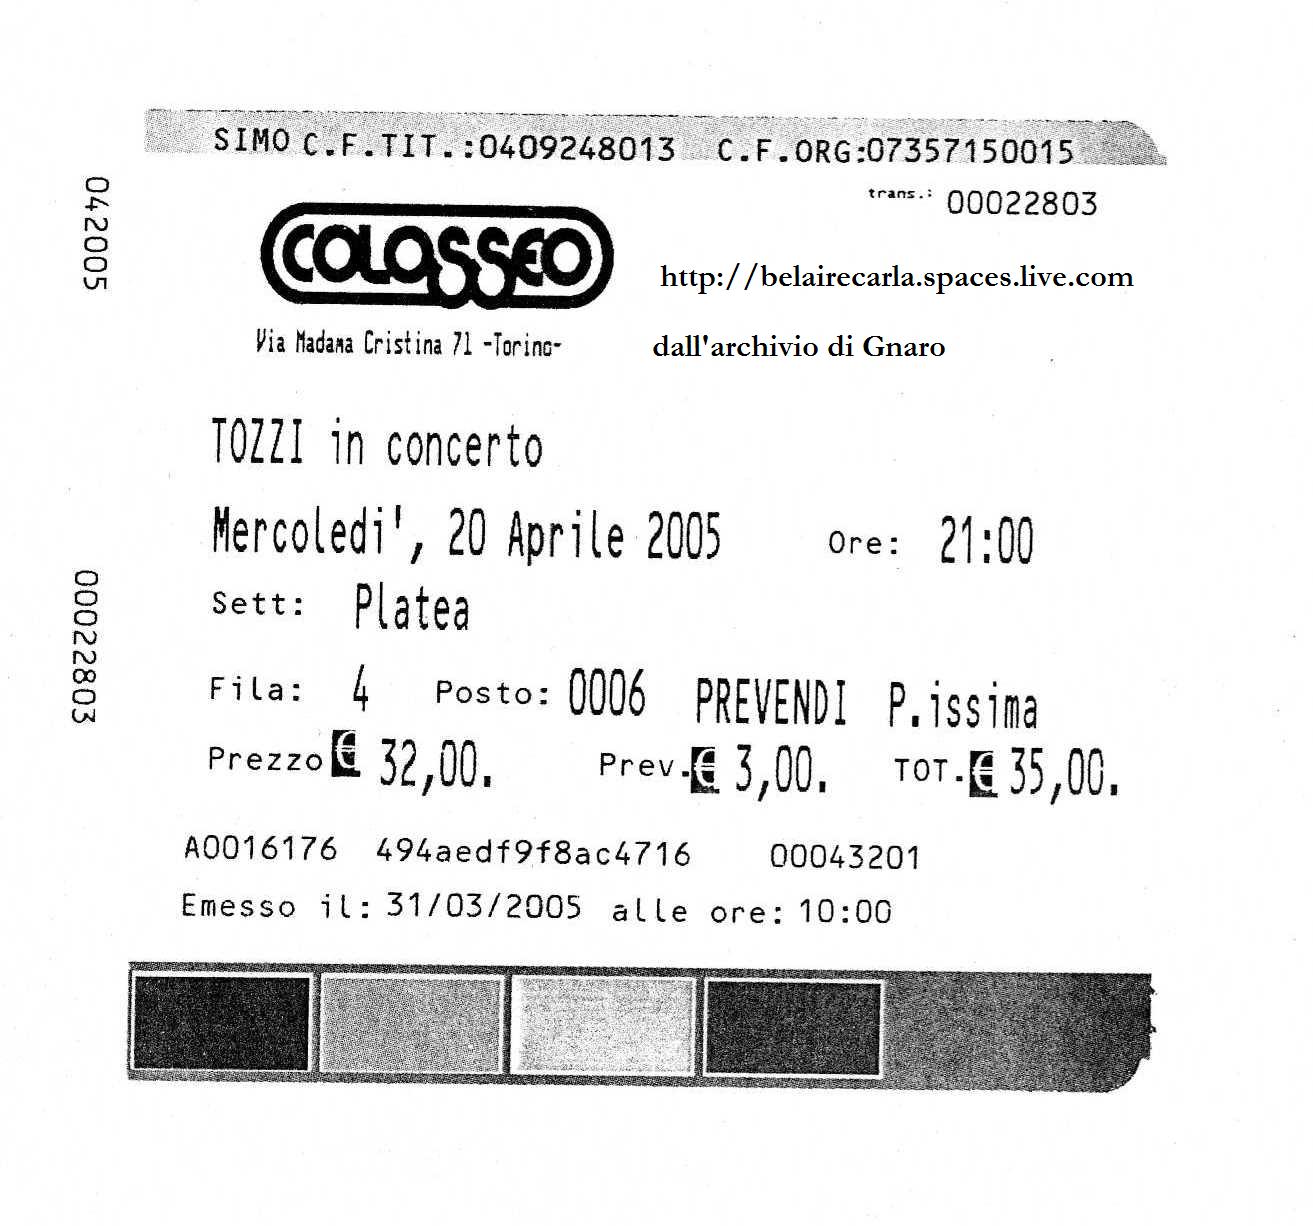 SIMO C.F.TIT.:0409248013 C.F.ORG:07357150015
trans.: 00022803
042005
COLOSSEO
http://belairecarla.spaces.live.com
Via Madama Cristina 71 -Torino-
dall'archivio di Gnaro
TOZZI in concerto
Mercoledi', 20 Aprile 2005 Ore: 21:00
Sett: Platea
00022803
Fila: 4 Posto: 0006 PREVENDI P.issima
Prezzo € 32,00. Prev.€ 3,00. TOT.€ 35,00.
A0016176 494aedf9f8ac4716 00043201
Emesso il: 31/03/2005 alle ore: 10:00